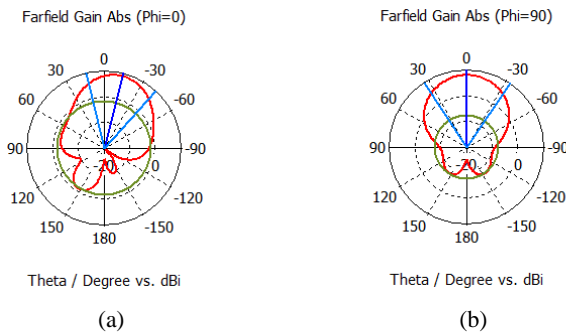 Farfield Gain Abs (Phi=0)
0
30 -30
60 -60
90 0 -90
120 -120
150 -150
180
Theta / Degree vs. dBi
(a)
Farfield Gain Abs (Phi=90)
0
30 -30
60 -60
90 0 -90
120 -120
150 -150
180
Theta / Degree vs. dBi
(b)